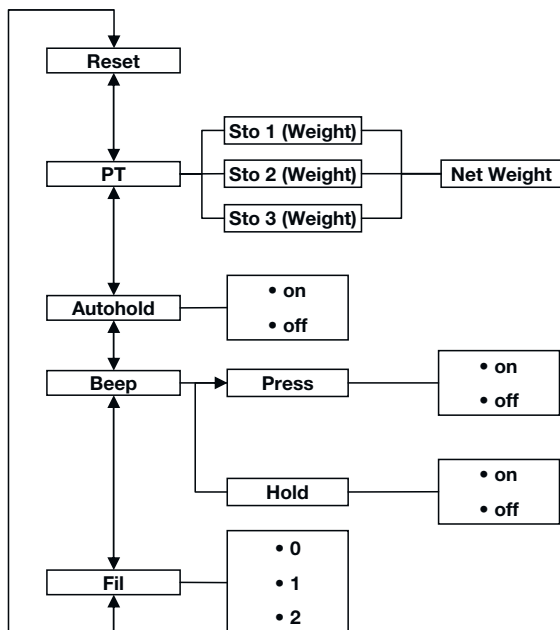 Reset
PT
Sto 1 (Weight)
Sto 2 (Weight)
Sto 3 (Weight)
Net Weight
Autohold
• on
• off
Beep
Press
• on
• off
Hold
• on
• off
Fil
• 0
• 1
• 2